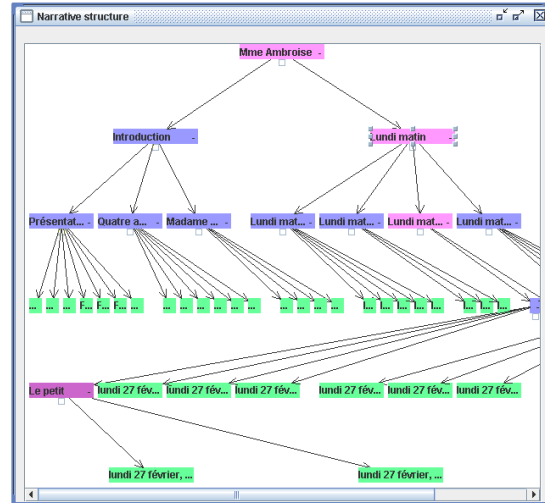 Narrative structure
Mme Ambroise -
Introduction - Lundi matin -
Présentat... - Quatre a... - Madame ... - Lundi mat... - Lundi mat... - Lundi mat... - Lundi mat... -
... ... ... F... F... F... ... ... ... ... ... ... ... ... ... ... ... l... l... l... l... l... l... l... l... -
Le petit - lundi 27 fév... lundi 27 fév... lundi 27 fév... lundi 27 fév... lundi 27 fév... lundi 27 fév...
lundi 27 février, ... lundi 27 février, ...